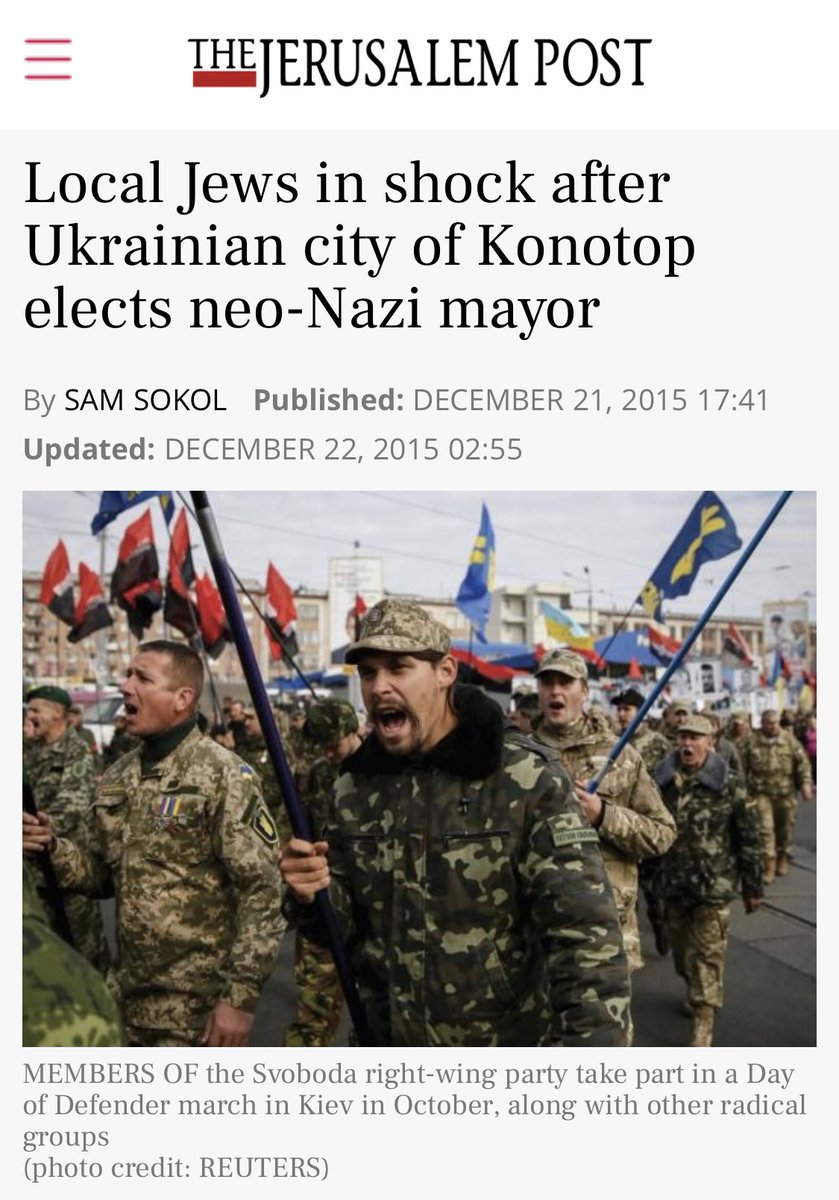 THE JERUSALEM POST
Local Jews in shock after
Ukrainian city of Konotop
elects neo-Nazi mayor
By SAM SOKOL Published: DECEMBER 21, 2015 17:41
Updated: DECEMBER 22, 2015 02:55
MEMBERS OF the Svoboda right-wing party take part in a Day
of Defender march in Kiev in October, along with other radical
groups
(photo credit: REUTERS)